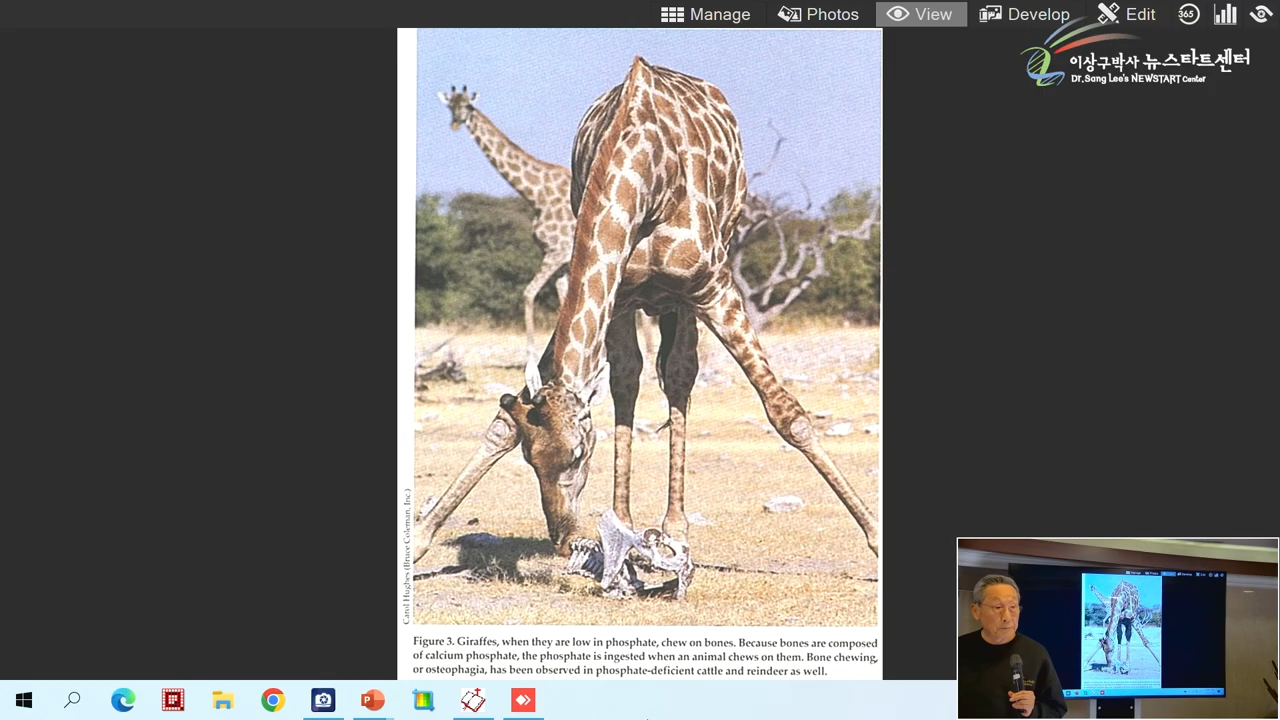 Manage
Photos
View
Develop
Edit
365
이상구박사 뉴스타트센터
Dr.Sang Lee's NEWSTART Center
Carol Hughes (Bruce Coleman, Inc.)
Figure 3. Giraffes, when they are low in phosphate, chew on bones. Because bones are composed
of calcium phosphate, the phosphate is ingested when an animal chews on them. Bone chewing,
or osteophagia, has been observed in phosphate-deficient cattle and reindeer as well.